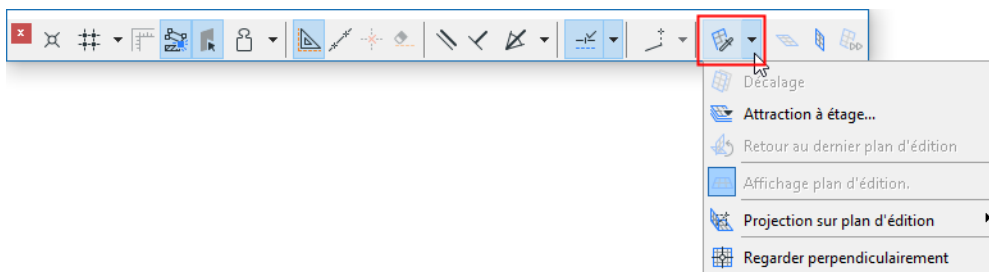 Décalage
Attraction à étage...
Retour au dernier plan d'édition
Affichage plan d'édition.
Projection sur plan d'édition
Regarder perpendiculairement